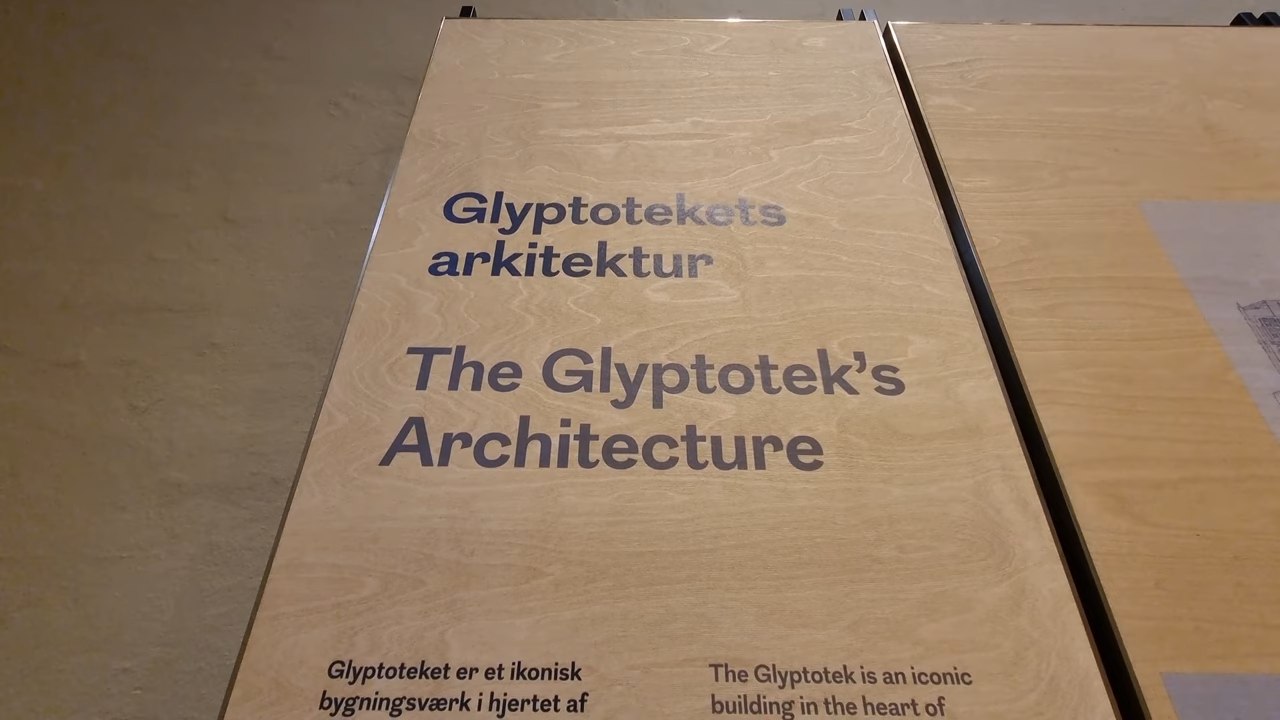 Glyptotekets
arkitektur
The Glyptotek's
Architecture
Glyptoteket er et ikonisk
bygningsværk i hjertet af
The Glyptotek is an iconic
building in the heart of